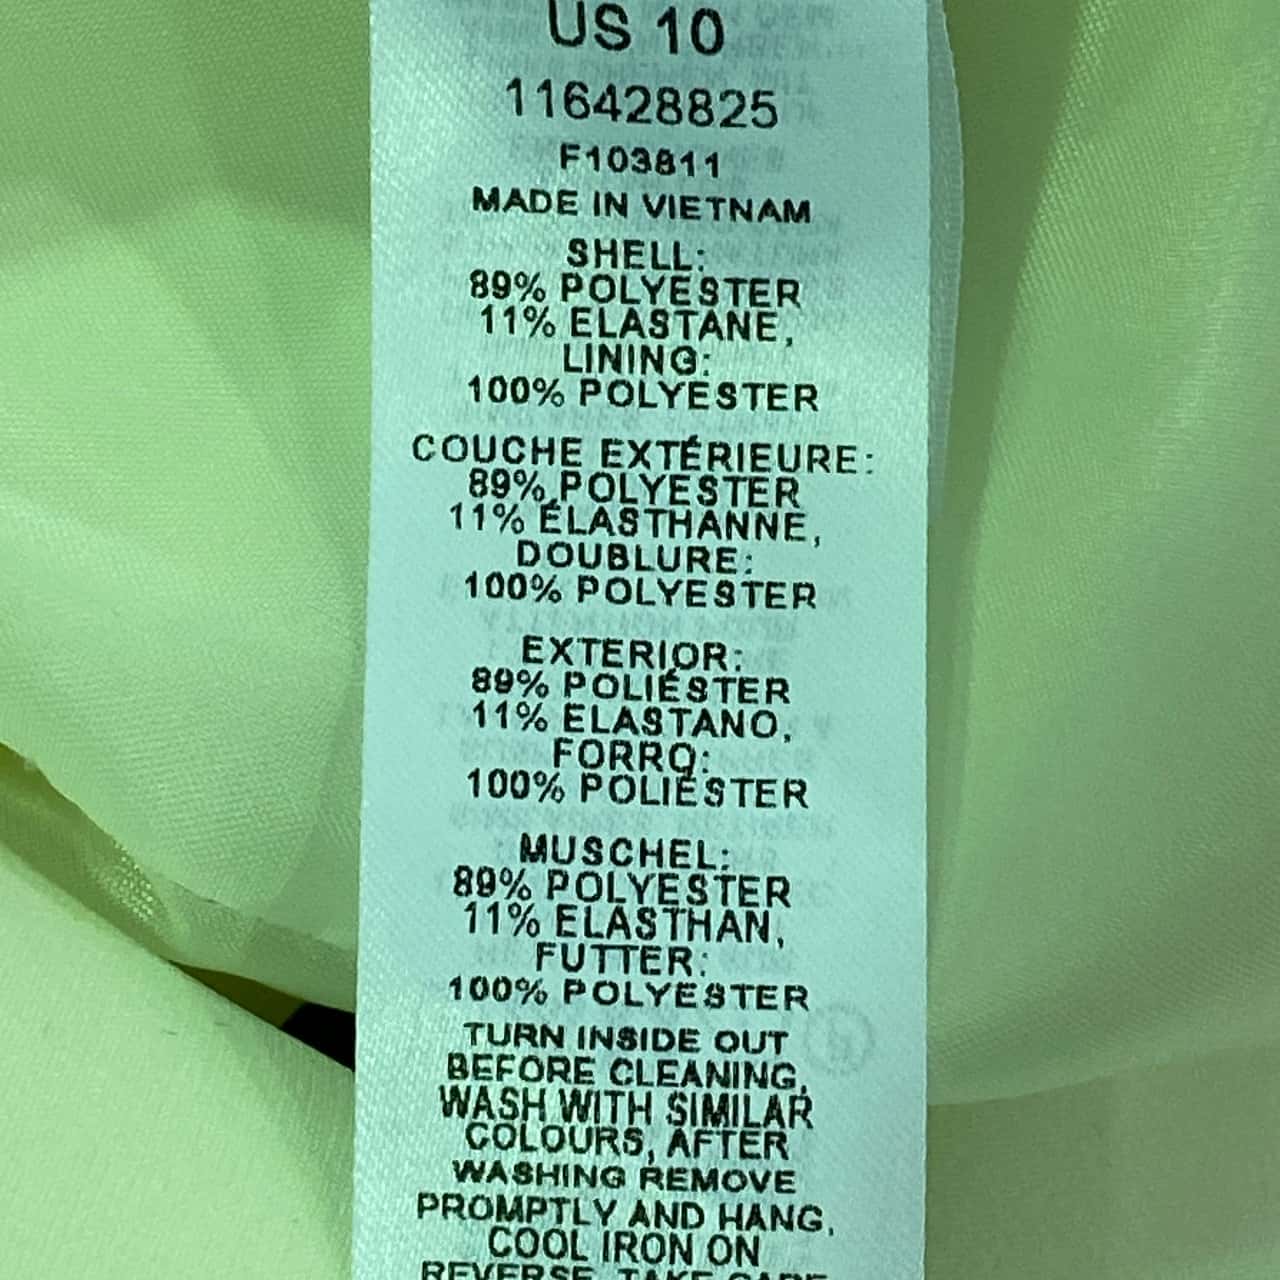 US 10
116428825
F103811
MADE IN VIETNAM
SHELL:
89% POLYESTER
11% ELASTANE,
LINING:
100% POLYESTER
COUCHE EXTÉRIEURE:
89% POLYESTER
11% ÉLASTHANNE,
DOUBLURE:
100% POLYESTER
EXTERIOR:
89% POLIÉSTER
11% ELASTANO,
FORRO:
100% POLIÉSTER
MUSCHEL:
89% POLYESTER
11% ELASTHAN,
FUTTER:
100% POLYESTER
TURN INSIDE OUT
BEFORE CLEANING,
WASH WITH SIMILAR
COLOURS, AFTER
WASHING REMOVE
PROMPTLY AND HANG,
COOL IRON ON
REVERSE, TAKE CARE